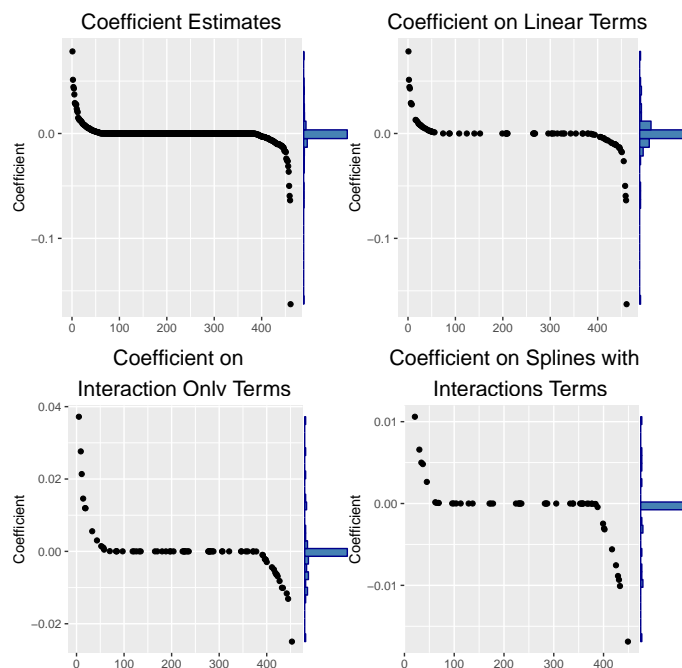 Coefficient Estimates
Coefficient on Linear Terms
0.0
−0.1
Coefficient
0 100 200 300 400
0.0
−0.1
Coefficient
0 100 200 300 400
Coefficient on
Interaction Only Terms
Coefficient on Splines with
Interactions Terms
0.04
0.02
0.00
−0.02
Coefficient
0 100 200 300 400
0.01
0.00
−0.01
Coefficient
0 100 200 300 400